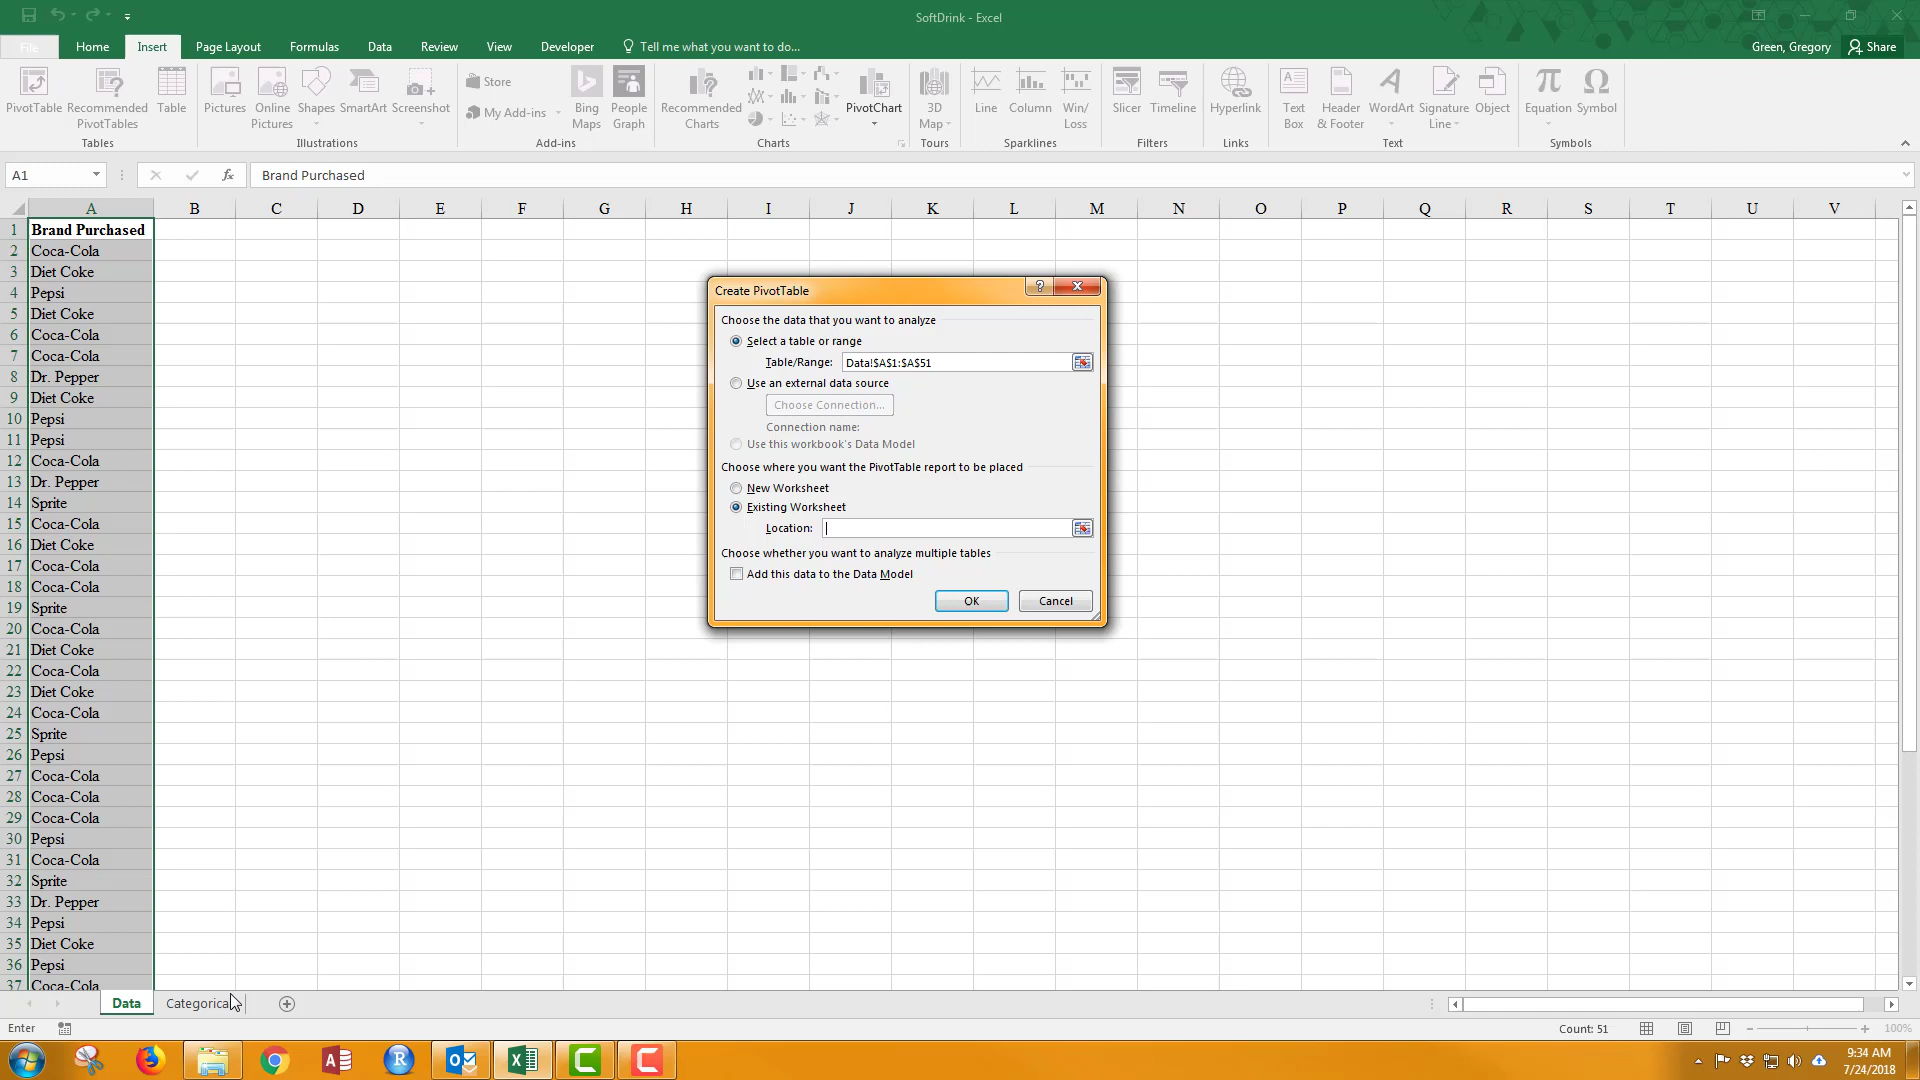 SoftDrink - Excel
File Home Insert Page Layout Formulas Data Review View Developer Tell me what you want to do... Green, Gregory Share
PivotTable Recommended PivotTables Table
Tables
Pictures Online Pictures Shapes SmartArt Screenshot
Illustrations
Store
My Add-ins
Bing Maps People Graph
Add-ins
Recommended Charts PivotChart
Charts
3D Map
Tours
Line Column Win/Loss
Sparklines
Slicer Timeline
Filters
Hyperlink
Links
Text Box Header & Footer WordArt Signature Line Object
Text
Equation Symbol
Symbols
A1 fx Brand Purchased
A B C D E F G H I J K L M N O P Q R S T U V
1 Brand Purchased
2 Coca-Cola
3 Diet Coke
4 Pepsi
5 Diet Coke
6 Coca-Cola
7 Coca-Cola
8 Dr. Pepper
9 Diet Coke
10 Pepsi
11 Pepsi
12 Coca-Cola
13 Dr. Pepper
14 Sprite
15 Coca-Cola
16 Diet Coke
17 Coca-Cola
18 Coca-Cola
19 Sprite
20 Coca-Cola
21 Diet Coke
22 Coca-Cola
23 Diet Coke
24 Coca-Cola
25 Sprite
26 Pepsi
27 Coca-Cola
28 Coca-Cola
29 Coca-Cola
30 Pepsi
31 Coca-Cola
32 Sprite
33 Dr. Pepper
34 Pepsi
35 Diet Coke
36 Pepsi
37 Coca-Cola
Create PivotTable
Choose the data that you want to analyze
Select a table or range
Table/Range: Data!$A$1:$A$51
Use an external data source
Choose Connection...
Connection name:
Use this workbook's Data Model
Choose where you want the PivotTable report to be placed
New Worksheet
Existing Worksheet
Location:
Choose whether you want to analyze multiple tables
Add this data to the Data Model
OK Cancel
Data Categorical
Enter Count: 51 100%
9:34 AM
7/24/2018